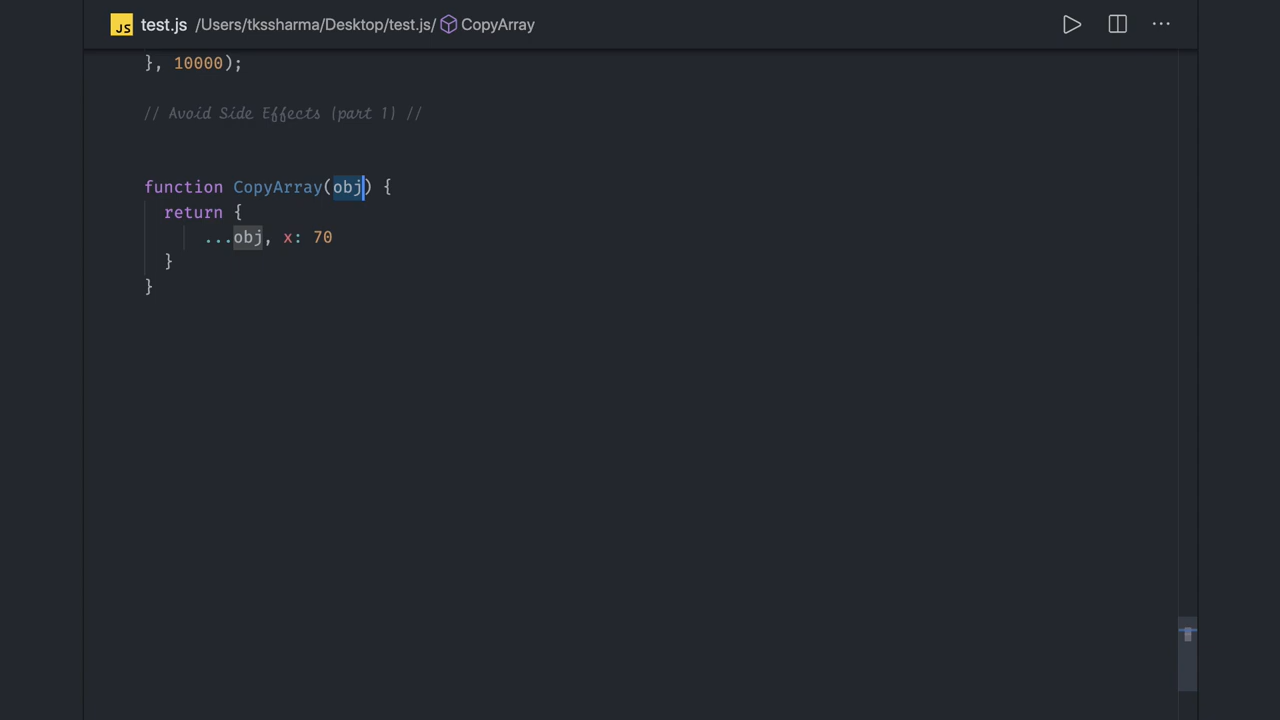 JS test.js /Users/tkssharma/Desktop/test.js/ CopyArray ...
}, 10000);
// Avoid Side Effects (part 1) //
function CopyArray(obj) {
return {
...obj, x: 70
}
}